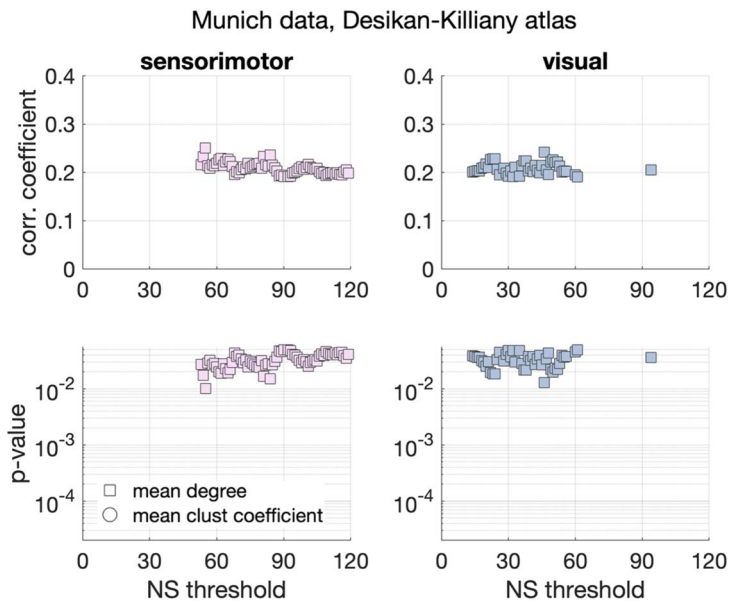 Munich data, Desikan-Killiany atlas
sensorimotor
visual
corr. coefficient
0.4
0.3
0.2
0.1
0
0 30 60 90 120
0.4
0.3
0.2
0.1
0
0 30 60 90 120
p-value
10⁻²
10⁻³
10⁻⁴
mean degree
mean clust coefficient
0 30 60 90 120
NS threshold
10⁻²
10⁻³
10⁻⁴
0 30 60 90 120
NS threshold